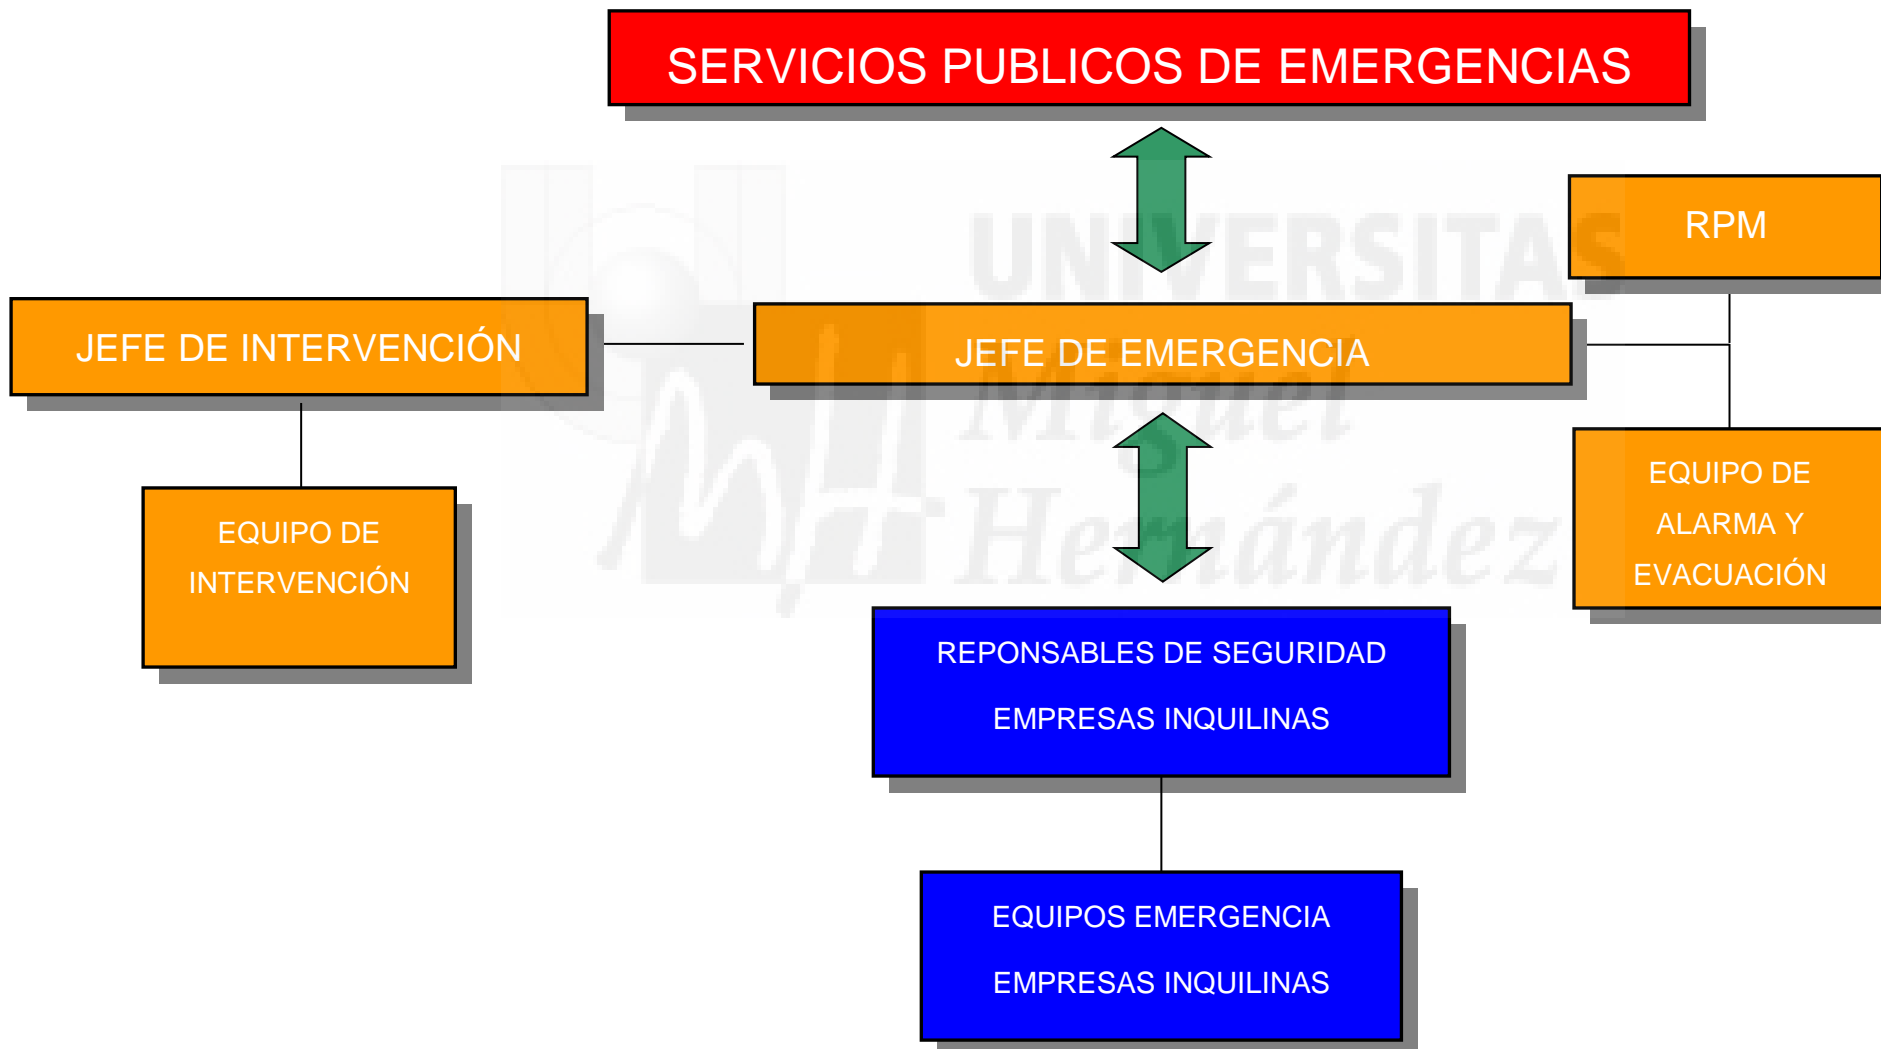 SERVICIOS PUBLICOS DE EMERGENCIAS
UNIVERSITAS
Miguel
Hernández
RPM
JEFE DE INTERVENCIÓN
JEFE DE EMERGENCIA
EQUIPO DE
INTERVENCIÓN
EQUIPO DE
ALARMA Y
EVACUACIÓN
REPONSABLES DE SEGURIDAD
EMPRESAS INQUILINAS
EQUIPOS EMERGENCIA
EMPRESAS INQUILINAS